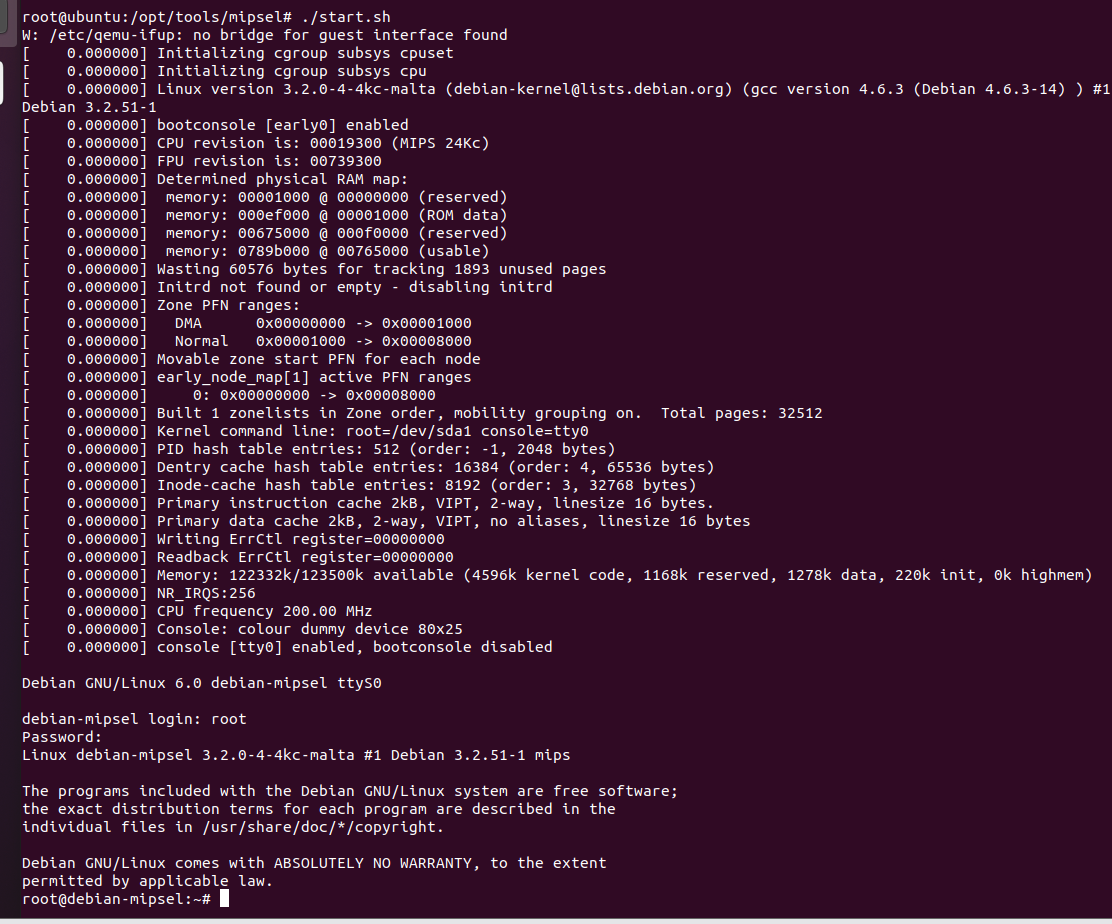 root@ubuntu:/opt/tools/mipsel# ./start.sh
W: /etc/qemu-ifup: no bridge for guest interface found
[    0.000000] Initializing cgroup subsys cpuset
[    0.000000] Initializing cgroup subsys cpu
[    0.000000] Linux version 3.2.0-4-4kc-malta (debian-kernel@lists.debian.org) (gcc version 4.6.3 (Debian 4.6.3-14) ) #1
Debian 3.2.51-1
[    0.000000] bootconsole [early0] enabled
[    0.000000] CPU revision is: 00019300 (MIPS 24Kc)
[    0.000000] FPU revision is: 00739300
[    0.000000] Determined physical RAM map:
[    0.000000]  memory: 00001000 @ 00000000 (reserved)
[    0.000000]  memory: 000ef000 @ 00001000 (ROM data)
[    0.000000]  memory: 00675000 @ 000f0000 (reserved)
[    0.000000]  memory: 0789b000 @ 00765000 (usable)
[    0.000000] Wasting 60576 bytes for tracking 1893 unused pages
[    0.000000] Initrd not found or empty - disabling initrd
[    0.000000] Zone PFN ranges:
[    0.000000]   DMA      0x00000000 -> 0x00001000
[    0.000000]   Normal   0x00001000 -> 0x00008000
[    0.000000] Movable zone start PFN for each node
[    0.000000] early_node_map[1] active PFN ranges
[    0.000000]     0: 0x00000000 -> 0x00008000
[    0.000000] Built 1 zonelists in Zone order, mobility grouping on.  Total pages: 32512
[    0.000000] Kernel command line: root=/dev/sda1 console=tty0
[    0.000000] PID hash table entries: 512 (order: -1, 2048 bytes)
[    0.000000] Dentry cache hash table entries: 16384 (order: 4, 65536 bytes)
[    0.000000] Inode-cache hash table entries: 8192 (order: 3, 32768 bytes)
[    0.000000] Primary instruction cache 2kB, VIPT, 2-way, linesize 16 bytes.
[    0.000000] Primary data cache 2kB, 2-way, VIPT, no aliases, linesize 16 bytes
[    0.000000] Writing ErrCtl register=00000000
[    0.000000] Readback ErrCtl register=00000000
[    0.000000] Memory: 122332k/123500k available (4596k kernel code, 1168k reserved, 1278k data, 220k init, 0k highmem)
[    0.000000] NR_IRQS:256
[    0.000000] CPU frequency 200.00 MHz
[    0.000000] Console: colour dummy device 80x25
[    0.000000] console [tty0] enabled, bootconsole disabled
Debian GNU/Linux 6.0 debian-mipsel ttyS0
debian-mipsel login: root
Password:
Linux debian-mipsel 3.2.0-4-4kc-malta #1 Debian 3.2.51-1 mips
The programs included with the Debian GNU/Linux system are free software;
the exact distribution terms for each program are described in the
individual files in /usr/share/doc/*/copyright.
Debian GNU/Linux comes with ABSOLUTELY NO WARRANTY, to the extent
permitted by applicable law.
root@debian-mipsel:~#